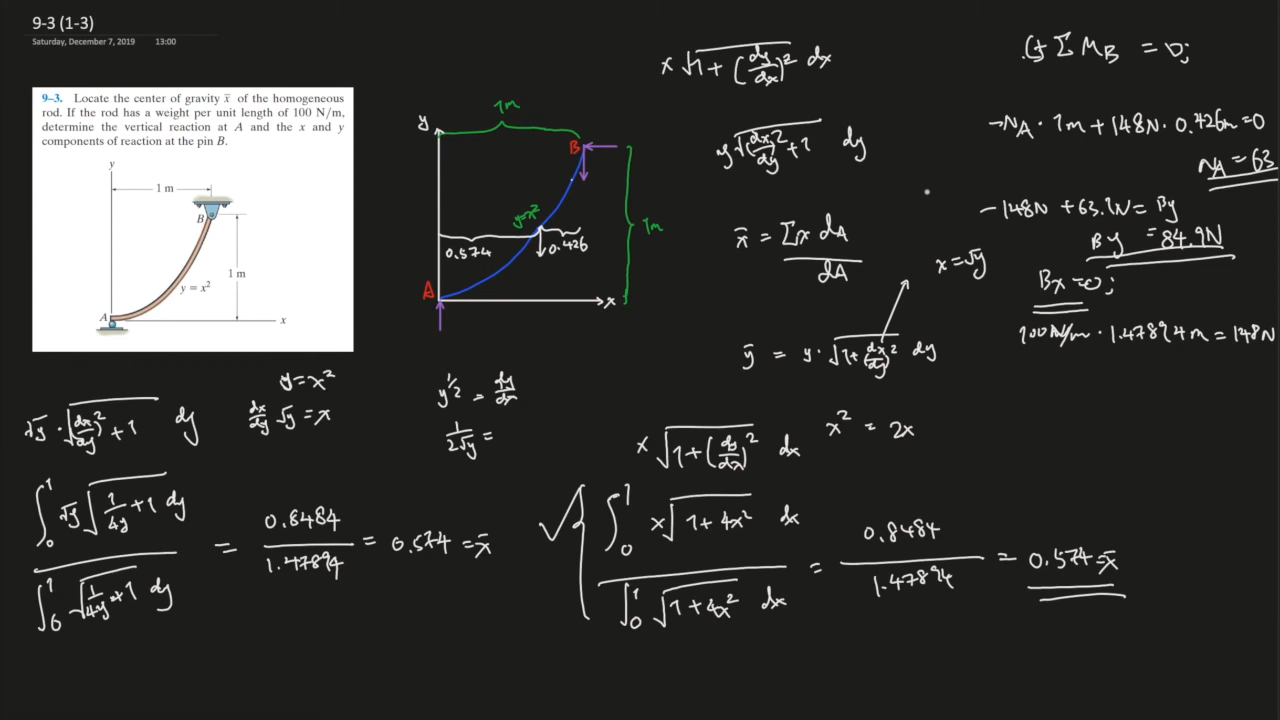 9-3 (1-3)
Saturday, December 7, 2019 13:00
9–3. Locate the center of gravity x̄ of the homogeneous
rod. If the rod has a weight per unit length of 100 N/m,
determine the vertical reaction at A and the x and y
components of reaction at the pin B.
y
1 m
B
1 m
y = x²
A
x
y
1m
B
y=x²
1m
0.574
0.426
A
x
x √(1 + (dy/dx)²) dx
y √((dx/dy)² + 1) dy
x̄ = Σx dA / dA
x = √y
ȳ = y · √(1 + (dx/dy)²) dy
↺+ ΣM_B = 0;
-N_A · 1m + 148N · 0.426m = 0
N_A = 63
-148N + 63.1N = By
By = 84.9N
Bx = 0;
100N/m · 1.47894m = 148N
y = x²
√y · √((dx/dy)² + 1) dy
dx/dy √y = x
∫₀¹ √y √(1/4y + 1) dy / ∫₀¹ √(1/4y + 1) dy = 0.8484 / 1.47894 = 0.574 = x̄
y^1/2 = dy/dx
1/2√y =
x √(1 + (dy/dx)²) dx
x² = 2x
∫₀¹ x √(1 + 4x²) dx / ∫₀¹ √(1 + 4x²) dx = 0.8484 / 1.47894 = 0.574 = x̄